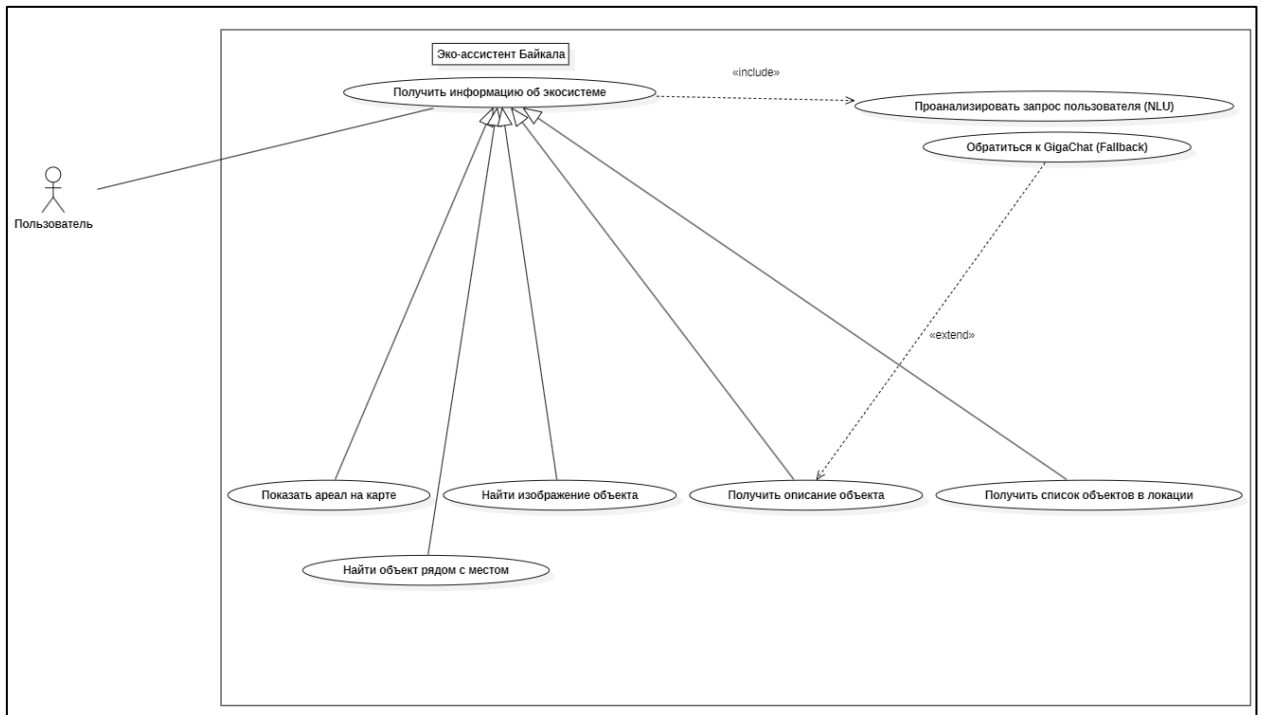 Эко-ассистент Байкала
«include»
Получить информацию об экосистеме
Проанализировать запрос пользователя (NLU)
Обратиться к GigaChat (Fallback)
Пользователь
«extend»
Показать ареал на карте
Найти изображение объекта
Получить описание объекта
Получить список объектов в локации
Найти объект рядом с местом